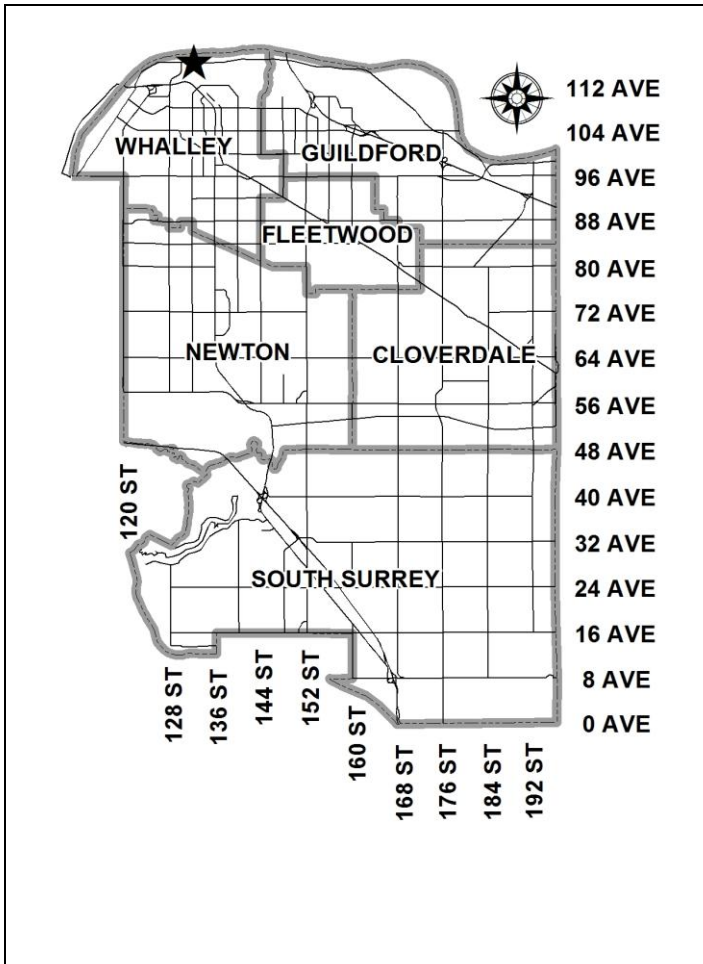 112 AVE
104 AVE
WHALLEY
GUILDFORD
96 AVE
88 AVE
FLEETWOOD
80 AVE
72 AVE
NEWTON
CLOVERDALE
64 AVE
56 AVE
48 AVE
120 ST
40 AVE
32 AVE
SOUTH SURREY
24 AVE
16 AVE
8 AVE
0 AVE
128 ST
136 ST
144 ST
152 ST
160 ST
168 ST
176 ST
184 ST
192 ST